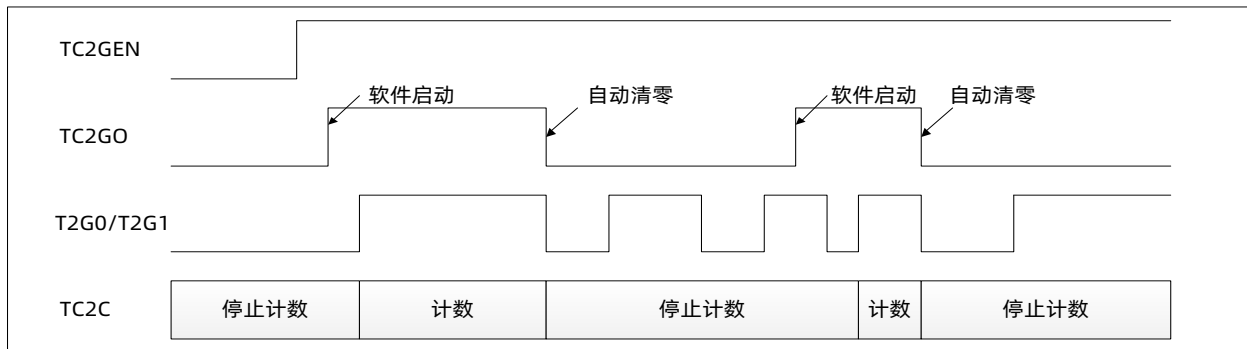 TC2GEN
软件启动 自动清零 软件启动 自动清零
TC2GO
T2G0/T2G1
TC2C 停止计数 计数 停止计数 计数 停止计数